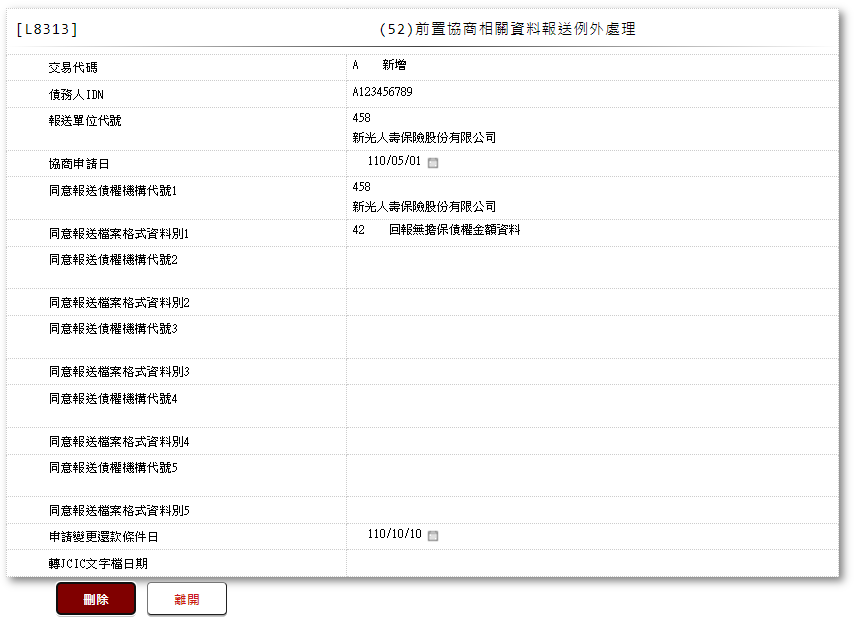 [L8313] (52)前置協商相關資料報送例外處理
交易代碼 A 新增
債務人IDN A123456789
報送單位代號 458
新光人壽保險股份有限公司
協商申請日 110/05/01
同意報送債權機構代號1 458
新光人壽保險股份有限公司
同意報送檔案格式資料別1 42 回報無擔保債權金額資料
同意報送債權機構代號2
同意報送檔案格式資料別2
同意報送債權機構代號3
同意報送檔案格式資料別3
同意報送債權機構代號4
同意報送檔案格式資料別4
同意報送債權機構代號5
同意報送檔案格式資料別5
申請變更還款條件日 110/10/10
轉JCIC文字檔日期
刪除 離開